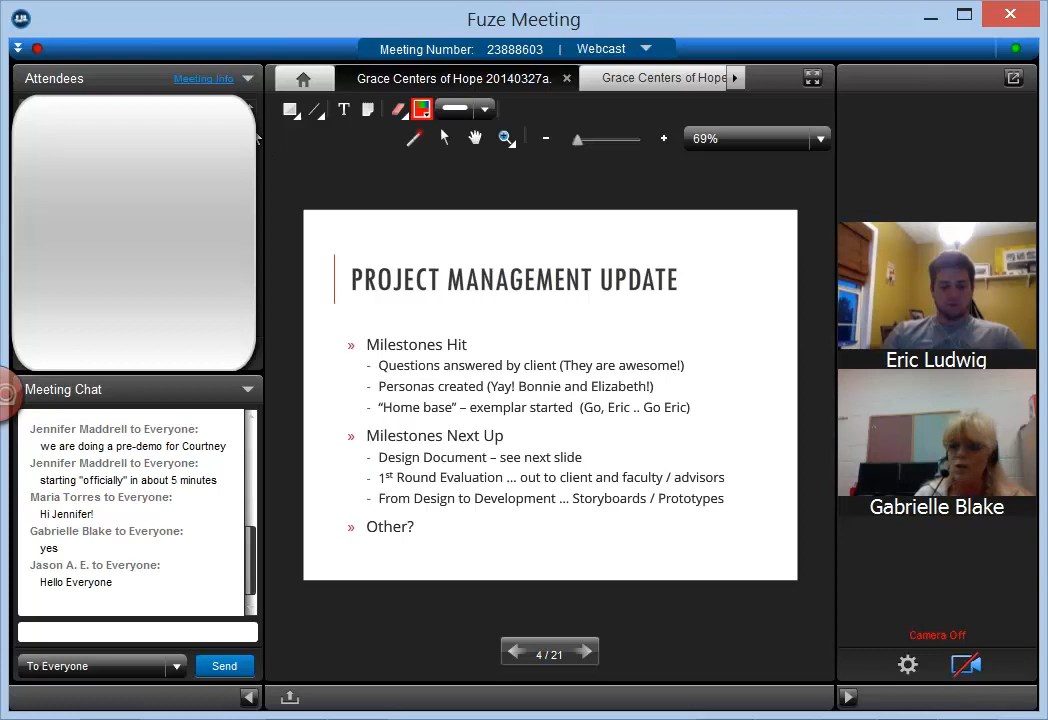 Fuze Meeting
Meeting Number: 23888603 | Webcast
Attendees
Meeting Info
Grace Centers of Hope 20140327a.
Grace Centers of Hope
T
69%
PROJECT MANAGEMENT UPDATE
» Milestones Hit
- Questions answered by client (They are awesome!)
- Personas created (Yay! Bonnie and Elizabeth!)
- “Home base” – exemplar started (Go, Eric .. Go Eric)
» Milestones Next Up
- Design Document – see next slide
- 1st Round Evaluation ... out to client and faculty / advisors
- From Design to Development ... Storyboards / Prototypes
» Other?
4 / 21
Meeting Chat
Jennifer Maddrell to Everyone:
we are doing a pre-demo for Courtney
Jennifer Maddrell to Everyone:
starting "officially" in about 5 minutes
Maria Torres to Everyone:
Hi Jennifer!
Gabrielle Blake to Everyone:
yes
Jason A. E. to Everyone:
Hello Everyone
To Everyone
Send
Eric Ludwig
Gabrielle Blake
Camera Off